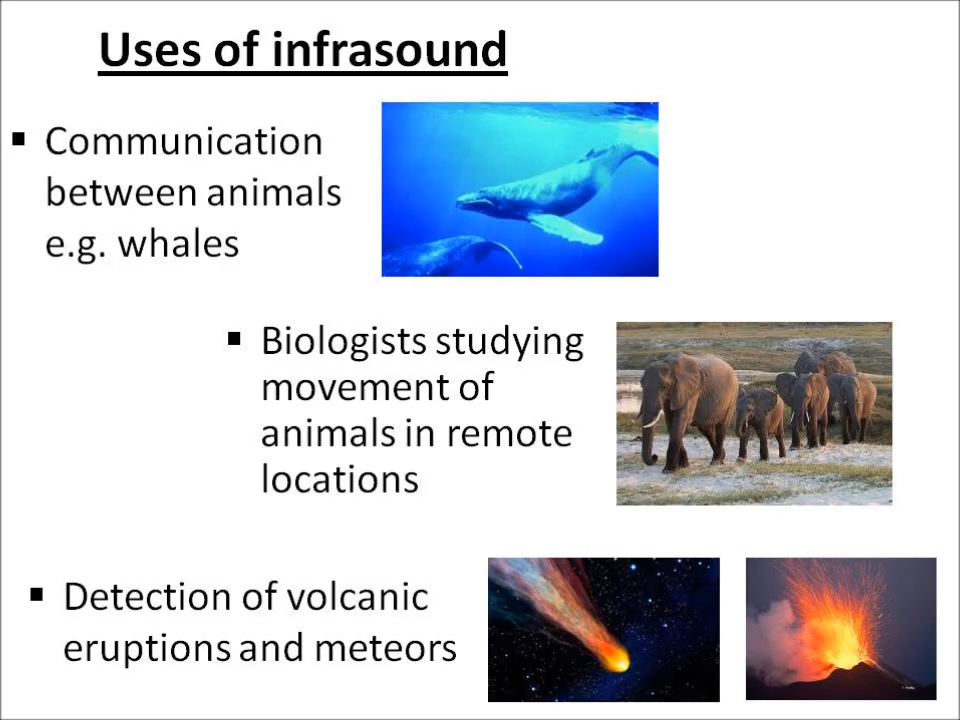 Uses of infrasound
▪ Communication
between animals
e.g. whales
▪ Biologists studying
movement of
animals in remote
locations
▪ Detection of volcanic
eruptions and meteors